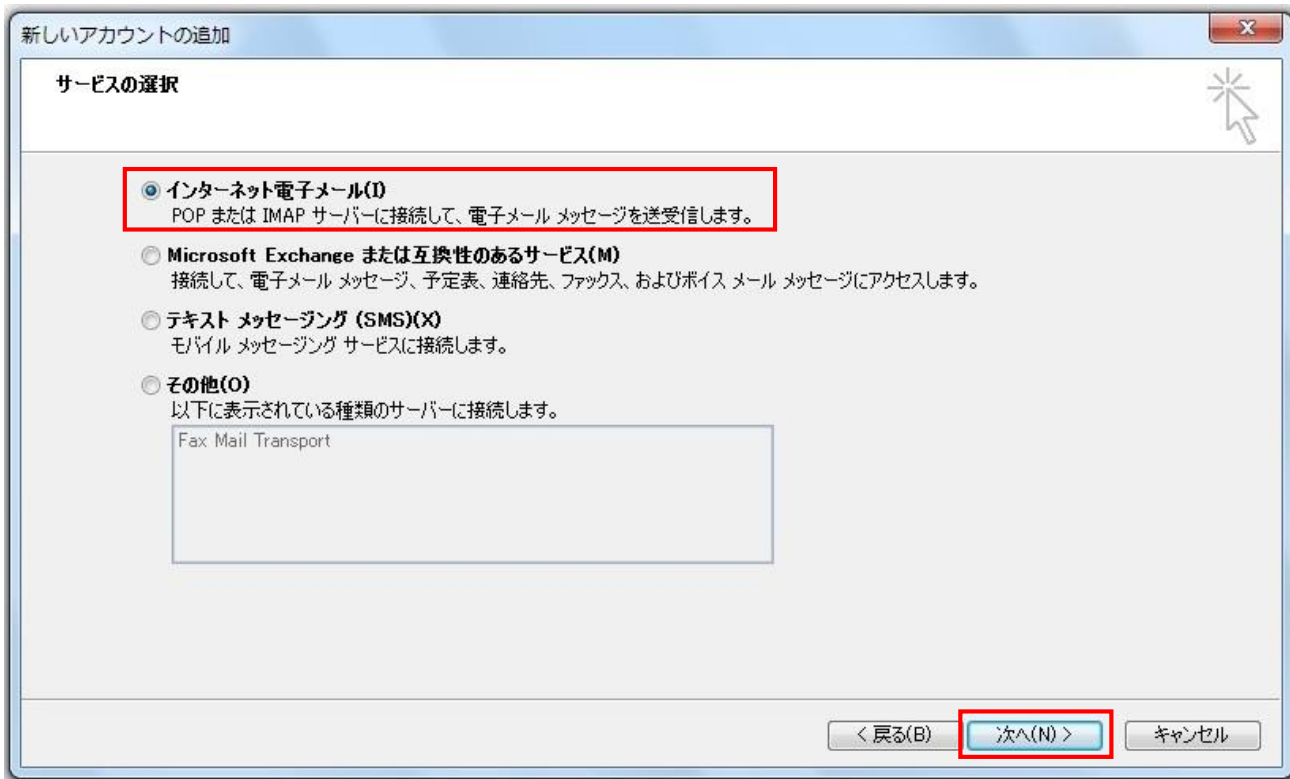 新しいアカウントの追加
サービスの選択
インターネット電子メール(I)
POP または IMAP サーバーに接続して、電子メール メッセージを送受信します。
Microsoft Exchange または互換性のあるサービス(M)
接続して、電子メール メッセージ、予定表、連絡先、ファックス、およびボイス メール メッセージにアクセスします。
テキスト メッセージング (SMS)(X)
モバイル メッセージング サービスに接続します。
その他(O)
以下に表示されている種類のサーバーに接続します。
Fax Mail Transport
< 戻る(B) 次へ(N) > キャンセル